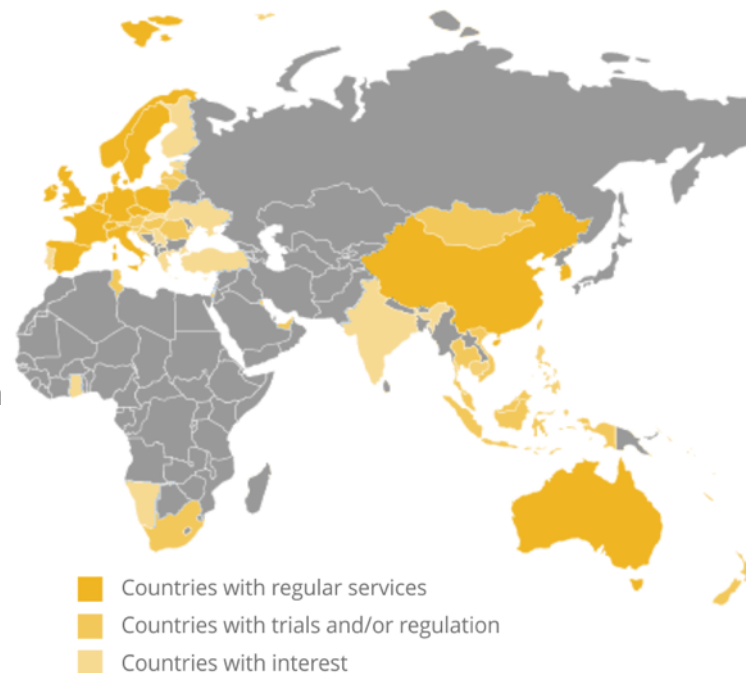 Countries with regular services
Countries with trials and/or regulation
Countries with interest